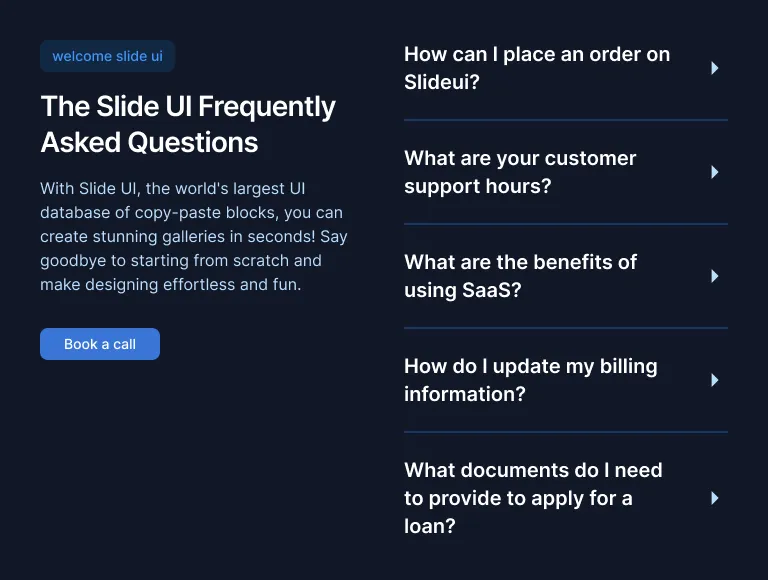 welcome slide ui
The Slide UI Frequently
Asked Questions
With Slide UI, the world's largest UI
database of copy-paste blocks, you can
create stunning galleries in seconds! Say
goodbye to starting from scratch and
make designing effortless and fun.
Book a call
How can I place an order on
Slideui?
What are your customer
support hours?
What are the benefits of
using SaaS?
How do I update my billing
information?
What documents do I need
to provide to apply for a
loan?